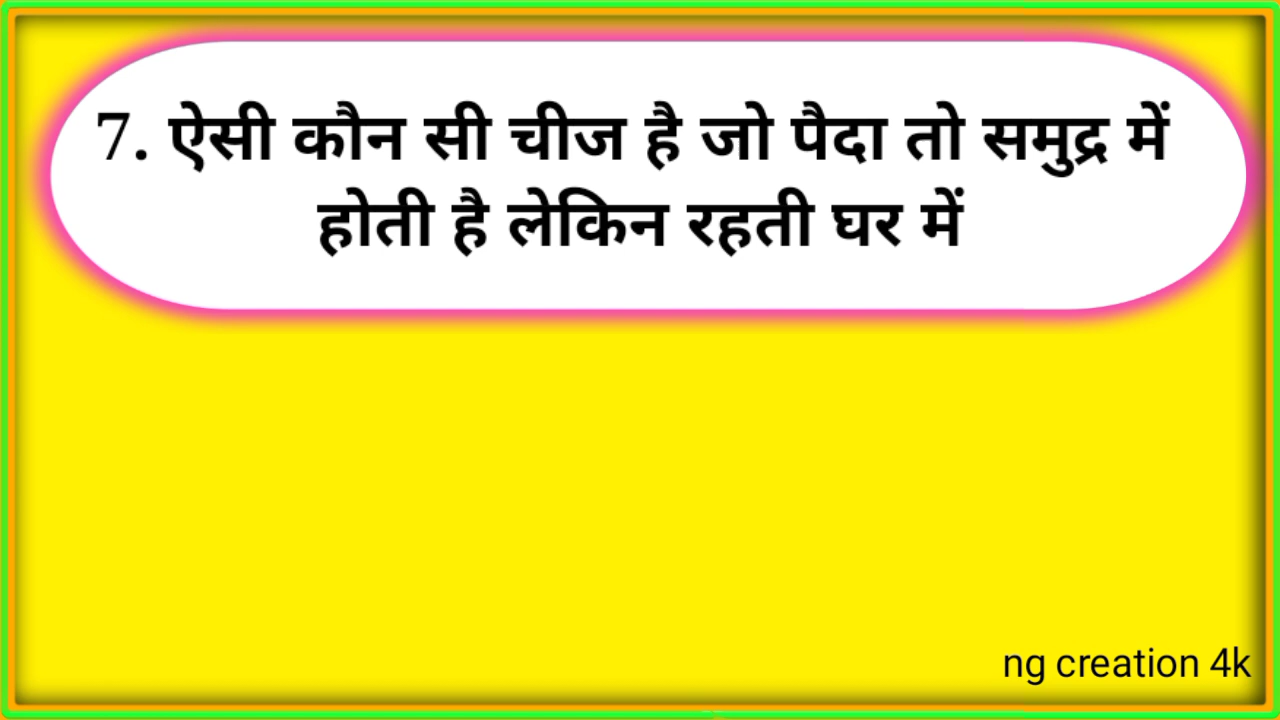 7. ऐसी कौन सी चीज है जो पैदा तो समुद्र में
होती है लेकिन रहती घर में
ng creation 4k